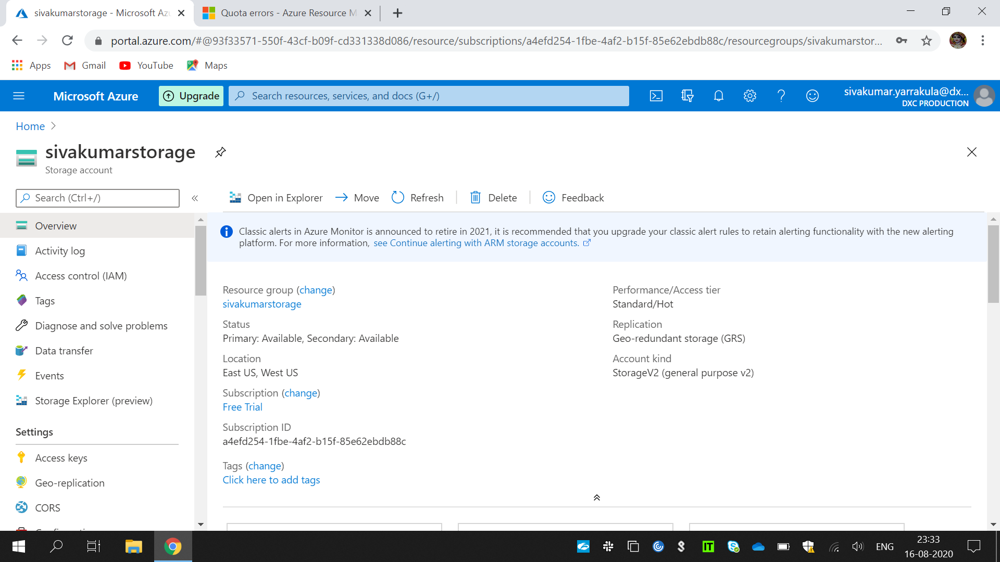 sivakumarstorage - Microsoft Az
Quota errors - Azure Resource M
portal.azure.com/#@93f33571-550f-43cf-b09f-cd331338d086/resource/subscriptions/a4efd254-1fbe-4af2-b15f-85e62ebdb88c/resourcegroups/sivakumarstor...
Apps Gmail YouTube Maps
Microsoft Azure
Upgrade
Search resources, services, and docs (G+/)
sivakumar.yarrakula@dx...
DXC PRODUCTION
Home
sivakumarstorage
Storage account
Search (Ctrl+/)
Open in Explorer Move Refresh Delete Feedback
Overview
Activity log
Access control (IAM)
Tags
Diagnose and solve problems
Data transfer
Events
Storage Explorer (preview)
Settings
Access keys
Geo-replication
CORS
Classic alerts in Azure Monitor is announced to retire in 2021, it is recommended that you upgrade your classic alert rules to retain alerting functionality with the new alerting
platform. For more information, see Continue alerting with ARM storage accounts.
Resource group (change)
sivakumarstorage
Status
Primary: Available, Secondary: Available
Location
East US, West US
Subscription (change)
Free Trial
Subscription ID
a4efd254-1fbe-4af2-b15f-85e62ebdb88c
Tags (change)
Click here to add tags
Performance/Access tier
Standard/Hot
Replication
Geo-redundant storage (GRS)
Account kind
StorageV2 (general purpose v2)
IT
ENG
23:33
16-08-2020